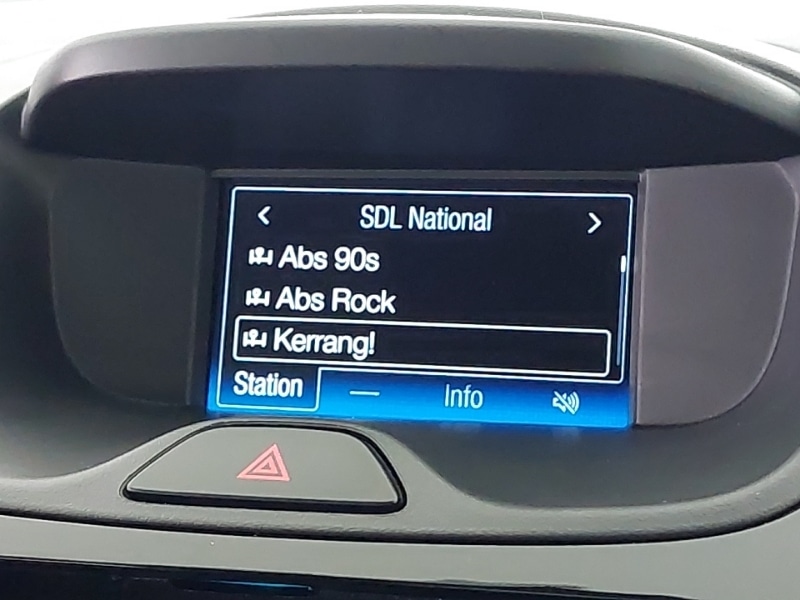 SDL National
Abs 90s
Abs Rock
Kerrang!
Station Info